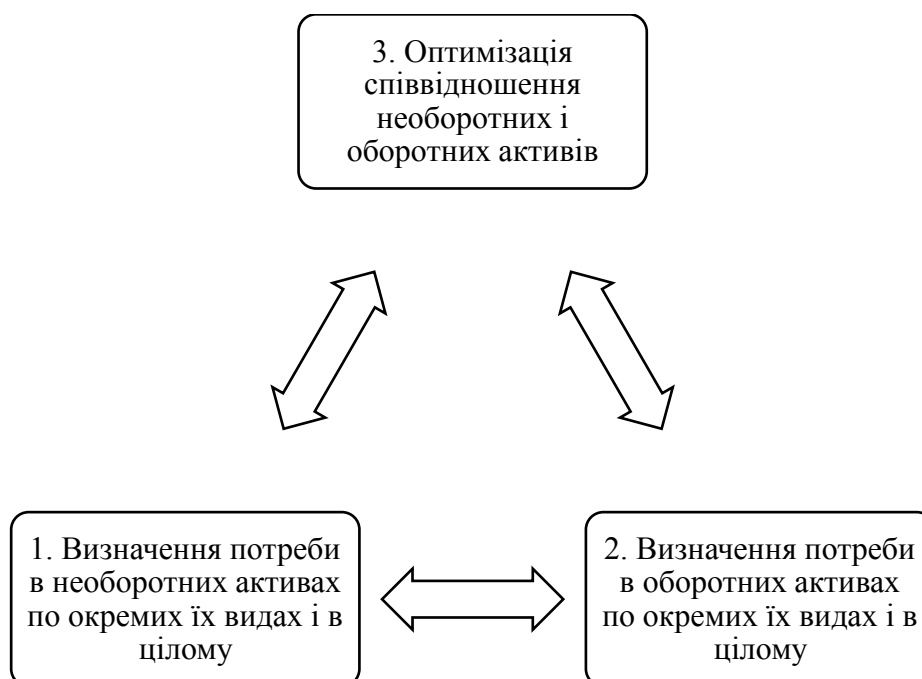 3. Оптимізація
співвідношення
необоротних і
оборотних активів
1. Визначення потреби
в необоротних активах
по окремих їх видах і в
цілому
2. Визначення потреби
в оборотних активах
по окремих їх видах і в
цілому